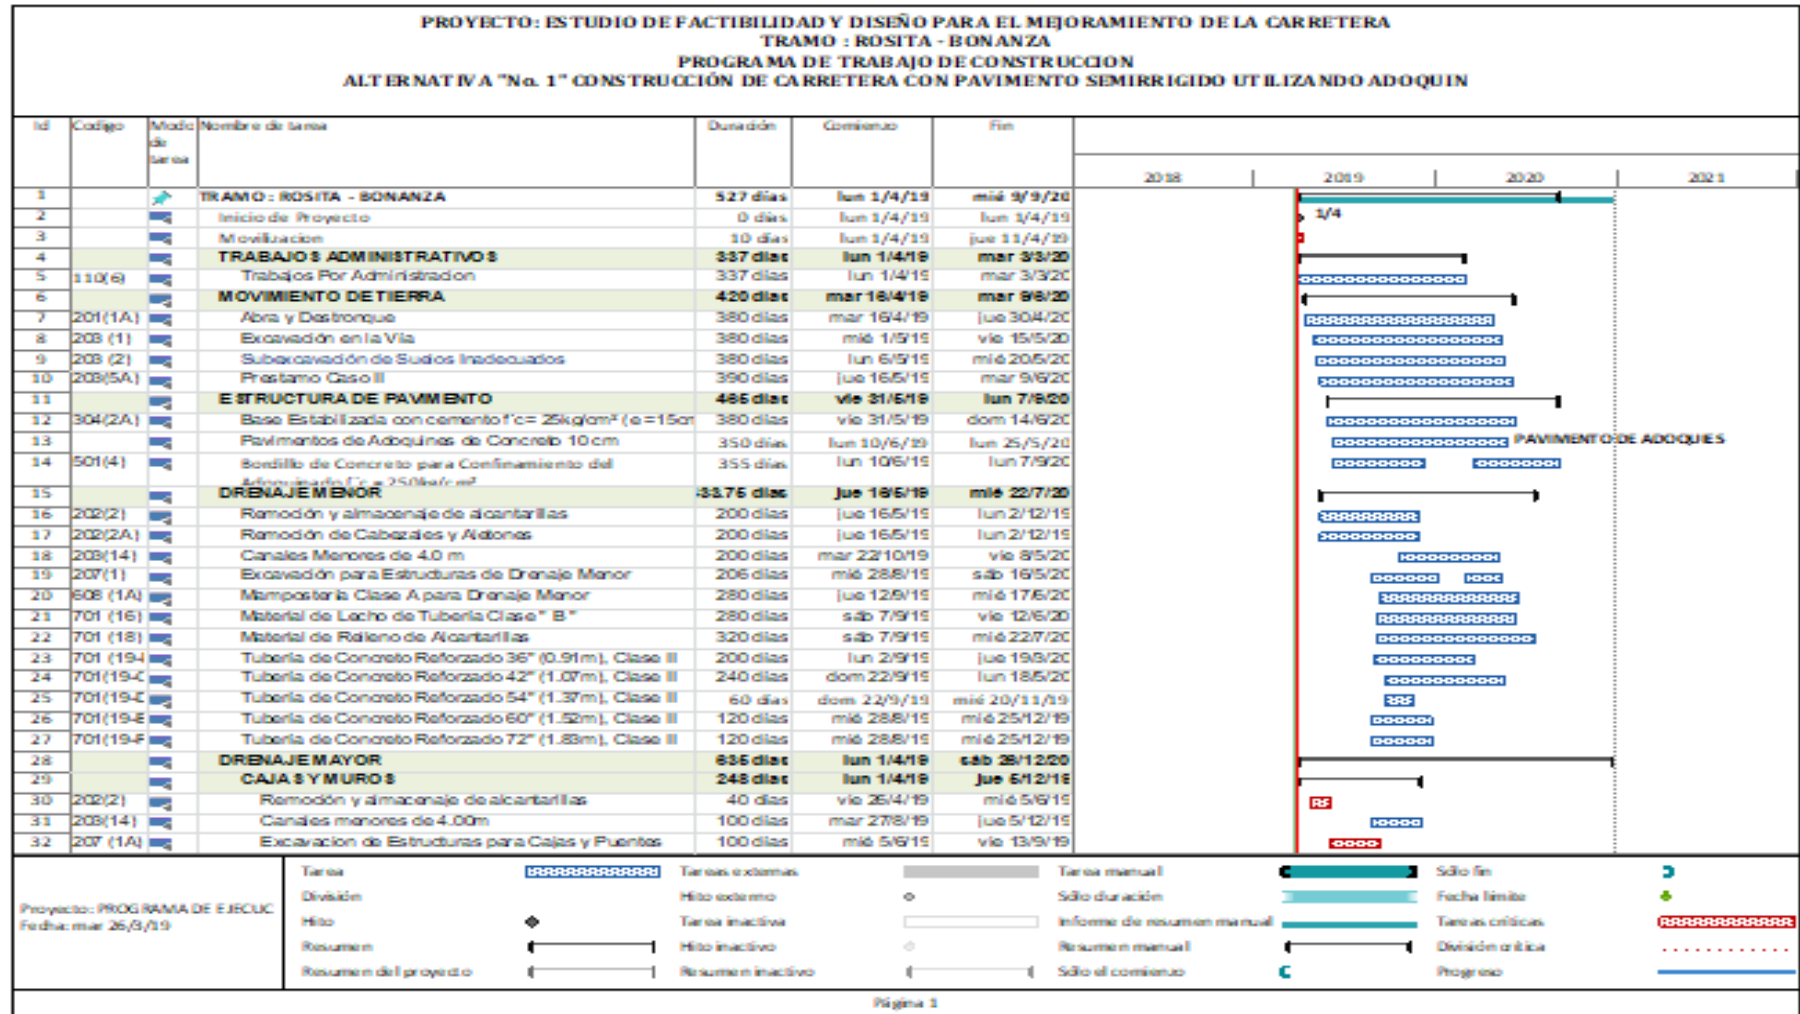 PROYECTO: ESTUDIO DE FACTIBILIDAD Y DISEÑO PARA EL MEJORAMIENTO DE LA CARRETERA
TRAMO : ROSITA - BONANZA
PROGRAMA DE TRABAJO DE CONSTRUCCION
ALTERNATIVA "No. 1" CONSTRUCCIÓN DE CARRETERA CON PAVIMENTO SEMIRRIGIDO UTILIZANDO ADOQUIN
Id Codigo Modo de tarea Nombre de tarea Duración Comienzo Fin
2018 2019 2020 2021
1 TRAMO : ROSITA - BONANZA 527 días lun 1/4/19 mié 9/9/20
2 Inicio de Proyecto 0 días lun 1/4/19 lun 1/4/19 1/4
3 Movilizacion 10 días lun 1/4/19 jue 11/4/19
4 TRABAJOS ADMINISTRATIVOS 337 días lun 1/4/19 mar 3/3/20
5 110(6) Trabajos Por Administracion 337 días lun 1/4/19 mar 3/3/20
6 MOVIMIENTO DE TIERRA 420 días mar 16/4/19 mar 9/6/20
7 201(1A) Abra y Destronque 380 días mar 16/4/19 jue 30/4/20
8 203 (1) Excavación en la Vía 380 días mié 1/5/19 vie 15/5/20
9 203 (2) Subexcavación de Suelos Inadecuados 380 días lun 6/5/19 mié 20/5/20
10 203(5A) Prestamo Caso II 390 días jue 16/5/19 mar 9/6/20
11 ESTRUCTURA DE PAVIMENTO 465 días vie 31/5/19 lun 7/9/20
12 304(2A) Base Estabilizada con cemento f´c= 25kg/cm² (e=15cm 380 días vie 31/5/19 dom 14/6/20
13 Pavimentos de Adoquines de Concreto 10 cm 350 días lun 10/6/19 lun 25/5/20 PAVIMENTO DE ADOQUIES
14 501(4) Bordillo de Concreto para Confinamiento del 355 días lun 10/6/19 lun 7/9/20
Adoquinado f´c = 250kg/cm²
15 DRENAJE MENOR 33.75 días jue 16/5/19 mié 22/7/20
16 202(2) Remoción y almacenaje de alcantarillas 200 días jue 16/5/19 lun 2/12/19
17 202(2A) Remoción de Cabezales y Aletones 200 días jue 16/5/19 lun 2/12/19
18 203(14) Canales Menores de 4.0 m 200 días mar 22/10/19 vie 8/5/20
19 207(1) Excavación para Estructuras de Drenaje Menor 206 días mié 28/8/19 sáb 16/5/20
20 608 (1A) Mampostería Clase A para Drenaje Menor 280 días jue 12/9/19 mié 17/6/20
21 701 (16) Material de Lecho de Tubería Clase " B " 280 días sáb 7/9/19 vie 12/6/20
22 701 (18) Material de Relleno de Alcantarillas 320 días sáb 7/9/19 mié 22/7/20
23 701 (19- Tubería de Concreto Reforzado 36" (0.91m), Clase II 200 días lun 2/9/19 jue 19/3/20
24 701(19-C Tubería de Concreto Reforzado 42" (1.07m), Clase II 240 días dom 22/9/19 lun 18/5/20
25 701(19- Tubería de Concreto Reforzado 54" (1.37m), Clase II 60 días dom 22/9/19 mié 20/11/19
26 701(19-E Tubería de Concreto Reforzado 60" (1.52m), Clase II 120 días mié 28/8/19 mié 25/12/19
27 701(19-F Tubería de Concreto Reforzado 72" (1.83m), Clase II 120 días mié 28/8/19 mié 25/12/19
28 DRENAJE MAYOR 635 días lun 1/4/19 sáb 26/12/20
29 CAJAS Y MUROS 248 días lun 1/4/19 jue 5/12/19
30 202(2) Remoción y almacenaje de alcantarillas 40 días vie 26/4/19 mié 5/6/19
31 203(14) Canales menores de 4.00m 100 días mar 27/8/19 jue 5/12/19
32 207 (1A) Excavacion de Estructuras para Cajas y Puentes 100 días mié 5/6/19 vie 13/9/19
Proyecto: PROGRAMA DE EJECUC
Fecha: mar 26/3/19
Tarea Tareas externas Tarea manual Sólo fin
División Hito externo Sólo duración Fecha límite
Hito Tarea inactiva Informe de resumen manual Tareas críticas
Resumen Hito inactivo Resumen manual División crítica
Resumen del proyecto Resumen inactivo Sólo el comienzo Progreso
Página 1